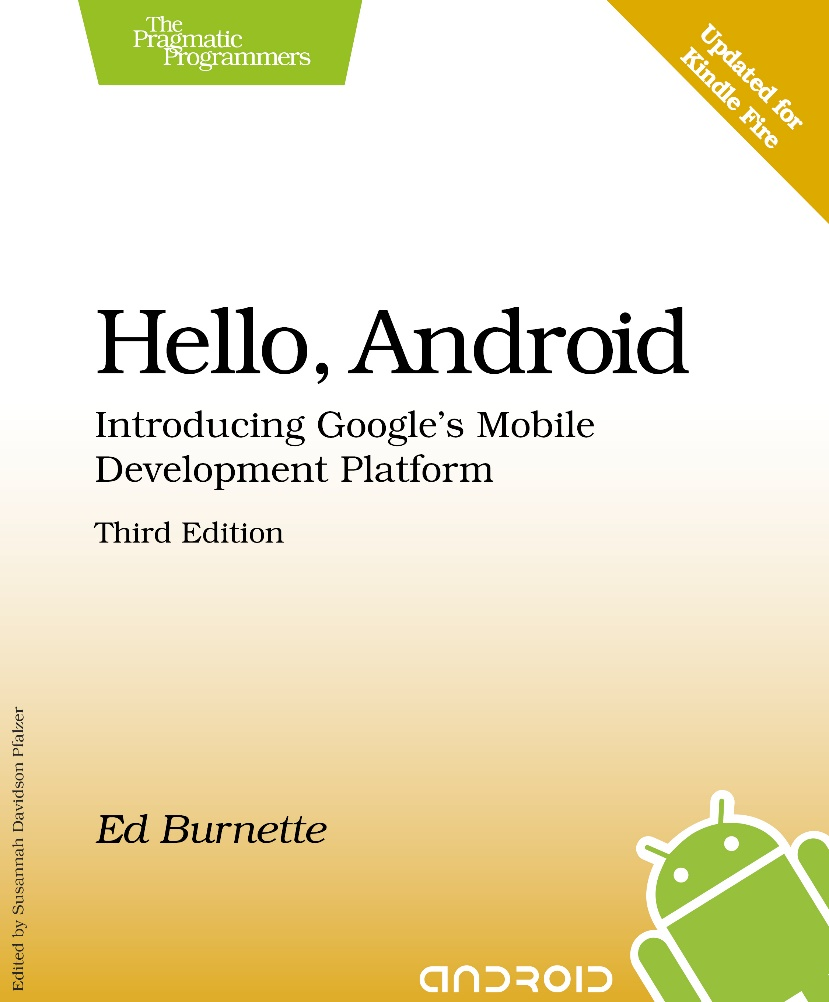 The
Pragmatic
Programmers
Updated for
Kindle Fire
Hello, Android
Introducing Google's Mobile
Development Platform
Third Edition
Edited by Susannah Davidson Pfalzer
Ed Burnette
ANDROID